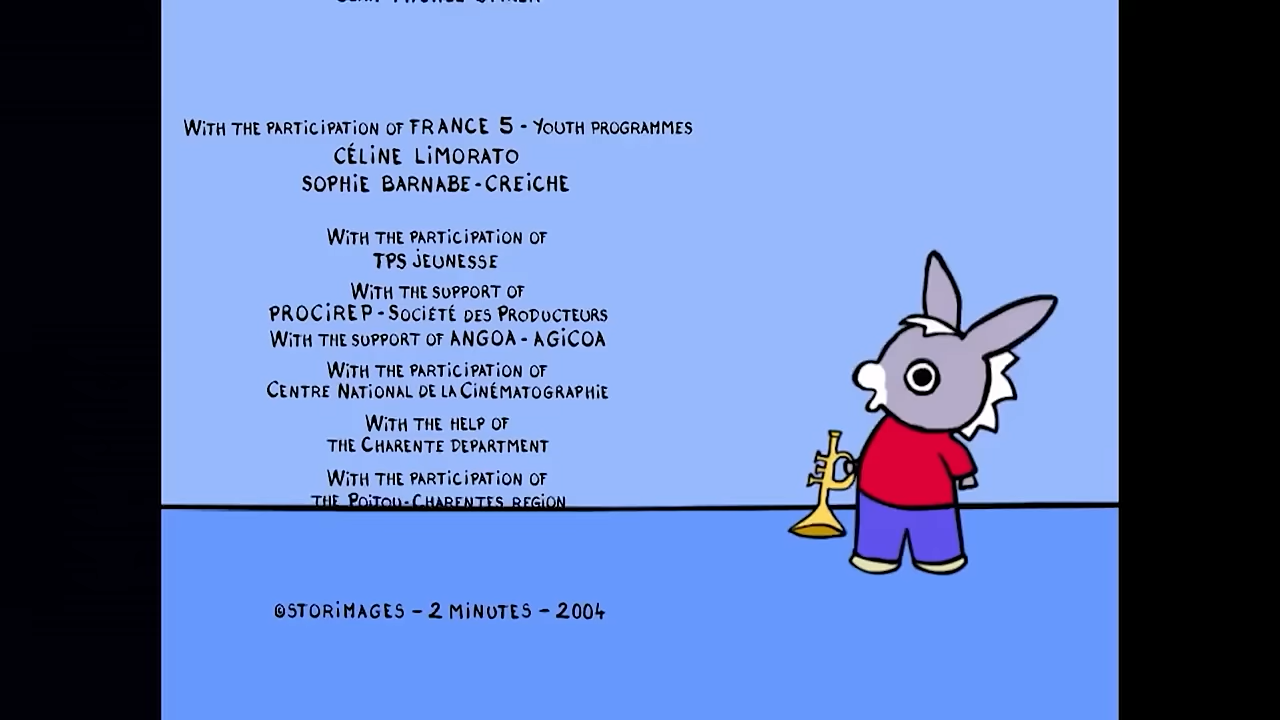 WiTH THE PARTiCiPATiON OF FRANCE 5 - YOUTH PROGRAMMES
CÉLiNE LiMORATO
SOPHiE BARNABE-CREiCHE
WiTH THE PARTiCiPATiON OF
TPS JEUNESSE
WiTH THE SUPPORT OF
PROCiREP - SOCiÉTÉ DES PRODUCTEURS
WiTH THE SUPPORT OF ANGOA - AGiCOA
WiTH THE PARTiCiPATiON OF
CENTRE NATiONAL DE LA CiNÉMATOGRAPHiE
WiTH THE HELP OF
THE CHARENTE DEPARTMENT
WiTH THE PARTiCiPATiON OF
THE POiTOU-CHARENTES REGiON
©STORiMAGES - 2 MiNUTES - 2004